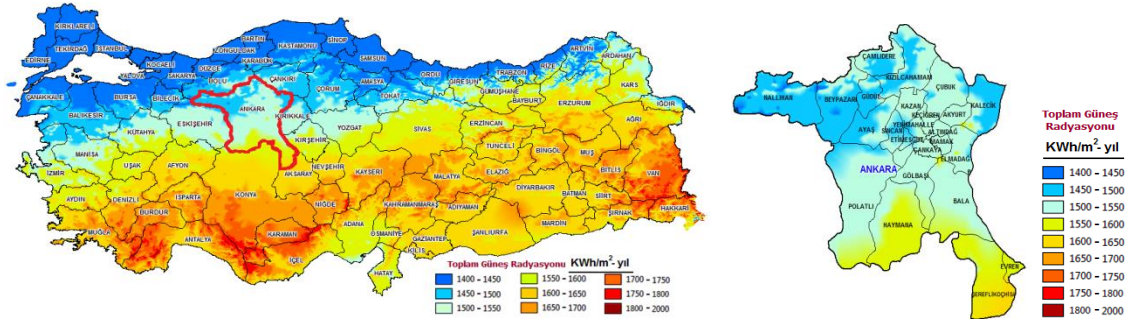 KIRKLARELİ
EDİRNE
TEKİRDAĞ
İSTANBUL
KOCAELİ
YALOVA
SAKARYA
DÜZCE
BOLU
ZONGULDAK
BARTIN
KARABÜK
KASTAMONU
SİNOP
SAMSUN
ORDU
GİRESUN
TRABZON
RİZE
ARTVİN
ARDAHAN
KARS
IĞDIR
ÇANAKKALE
BALIKESİR
BURSA
BİLECİK
ESKİŞEHİR
KÜTAHYA
ANKARA
ÇANKIRI
KIRIKKALE
ÇORUM
AMASYA
TOKAT
YOZGAT
SİVAS
GÜMÜŞHANE
BAYBURT
ERZURUM
ERZİNCAN
AĞRI
MANİSA
İZMİR
UŞAK
AFYON
KIRŞEHİR
NEVŞEHİR
AKSARAY
KAYSERİ
MALATYA
TUNCELİ
ELAZIĞ
BİNGÖL
MUŞ
BİTLİS
VAN
AYDIN
DENİZLİ
BURDUR
ISPARTA
KONYA
NİĞDE
KAHRAMANMARAŞ
ADIYAMAN
DİYARBAKIR
BATMAN
SİİRT
ŞIRNAK
HAKKARİ
MUĞLA
ANTALYA
KARAMAN
İÇEL
ADANA
OSMANİYE
GAZİANTEP
KİLİS
ŞANLIURFA
MARDİN
HATAY
Toplam Güneş Radyasyonu KWh/m²- yıl
1400 - 1450
1450 - 1500
1500 - 1550
1550 - 1600
1600 - 1650
1650 - 1700
1700 - 1750
1750 - 1800
1800 - 2000
ÇAMLIDERE
KIZILCAHAMAM
NALLIHAN
BEYPAZARI
GÜDÜL
ÇUBUK
KALECİK
KAZAN
KEÇİÖREN
AKYURT
AYAŞ
SİNCAN
YENİMAHALLE
ALTINDAĞ
ETİMESGUT
MAMAK
ÇANKAYA
ELMADAĞ
ANKARA
GÖLBAŞI
POLATLI
BALA
HAYMANA
EVREN
ŞEREFLİKOÇHİSAR
Toplam Güneş
Radyasyonu
KWh/m²- yıl
1400 - 1450
1450 - 1500
1500 - 1550
1550 - 1600
1600 - 1650
1650 - 1700
1700 - 1750
1750 - 1800
1800 - 2000